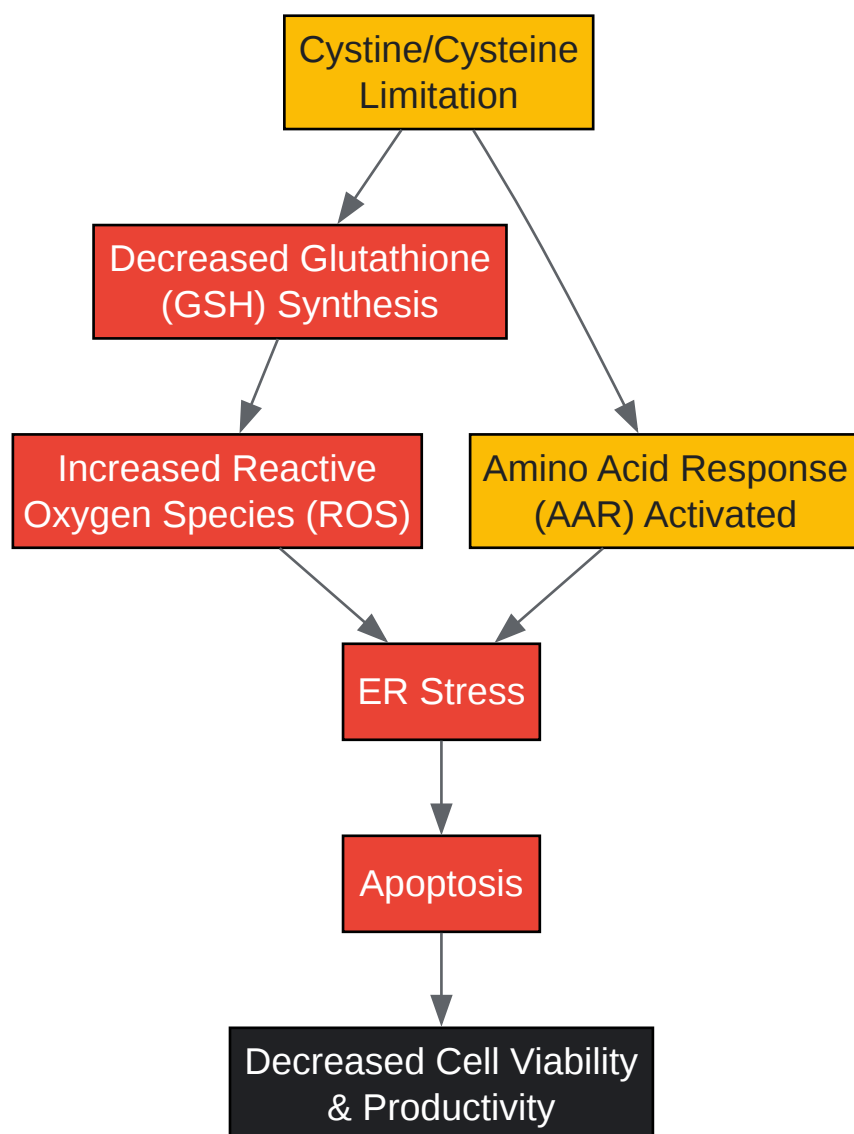 Cystine/Cysteine
Limitation
Decreased Glutathione
(GSH) Synthesis
Increased Reactive
Oxygen Species (ROS)
Amino Acid Response
(AAR) Activated
ER Stress
Apoptosis
Decreased Cell Viability
& Productivity